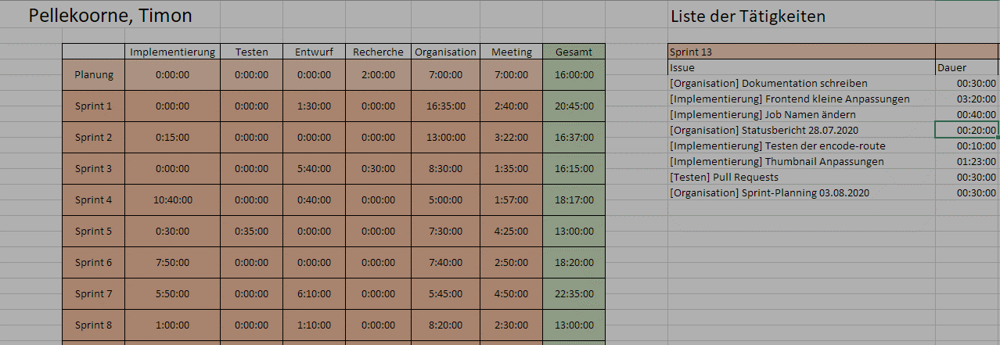 Pellekoorne, Timon
Implementierung Testen Entwurf Recherche Organisation Meeting Gesamt
Planung 0:00:00 0:00:00 0:00:00 2:00:00 7:00:00 7:00:00 16:00:00
Sprint 1 0:00:00 0:00:00 1:30:00 0:00:00 16:35:00 2:40:00 20:45:00
Sprint 2 0:15:00 0:00:00 0:00:00 0:00:00 13:00:00 3:22:00 16:37:00
Sprint 3 0:00:00 0:00:00 5:40:00 0:30:00 8:30:00 1:35:00 16:15:00
Sprint 4 10:40:00 0:00:00 0:40:00 0:00:00 5:00:00 1:57:00 18:17:00
Sprint 5 0:30:00 0:35:00 0:00:00 0:00:00 7:30:00 4:25:00 13:00:00
Sprint 6 7:50:00 0:00:00 0:00:00 0:00:00 7:40:00 2:50:00 18:20:00
Sprint 7 5:50:00 0:00:00 6:10:00 0:00:00 5:45:00 4:50:00 22:35:00
Sprint 8 1:00:00 0:00:00 1:10:00 0:00:00 8:20:00 2:30:00 13:00:00
Liste der Tätigkeiten
Sprint 13
Issue Dauer
[Organisation] Dokumentation schreiben 00:30:00
[Implementierung] Frontend kleine Anpassungen 03:20:00
[Implementierung] Job Namen ändern 00:40:00
[Organisation] Statusbericht 28.07.2020 00:20:00
[Implementierung] Testen der encode-route 00:10:00
[Implementierung] Thumbnail Anpassungen 01:23:00
[Testen] Pull Requests 00:30:00
[Organisation] Sprint-Planning 03.08.2020 00:30:00